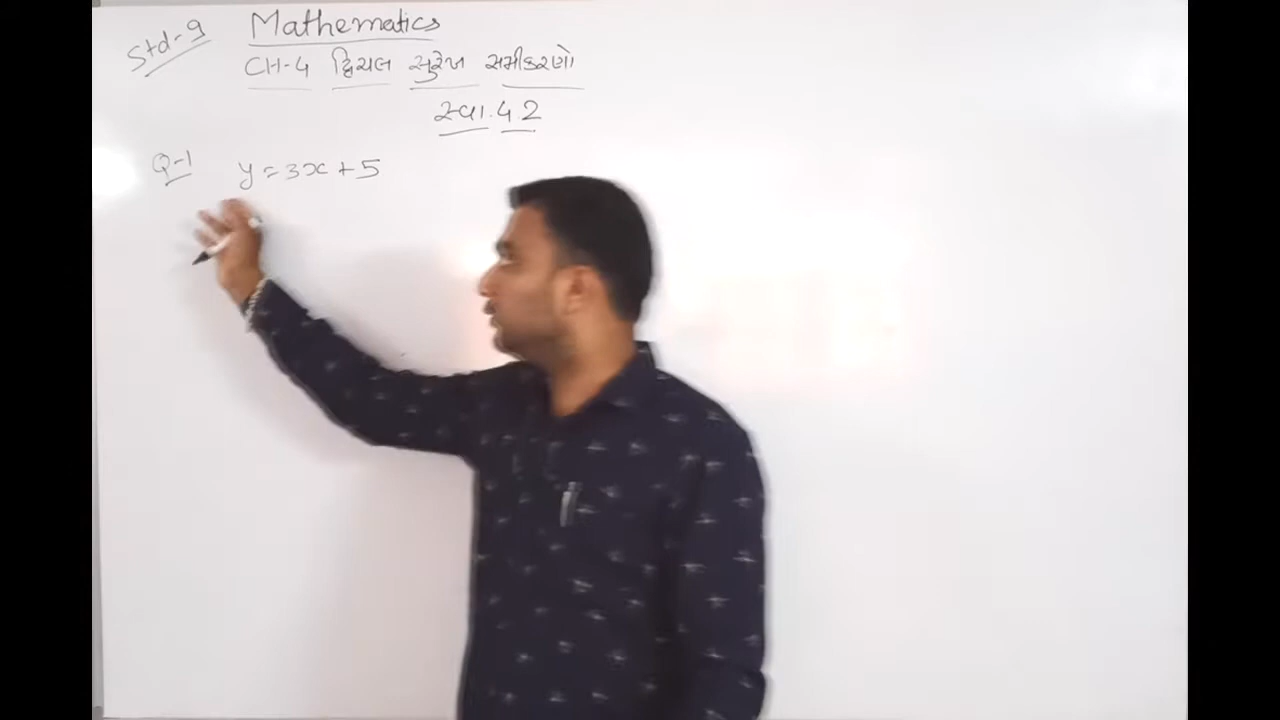 Std-9 Mathematics
CH-4 દ્વિચલ સુરેખ સમીકરણો
સ્વા. 4.2
Q-1 y = 3x + 5